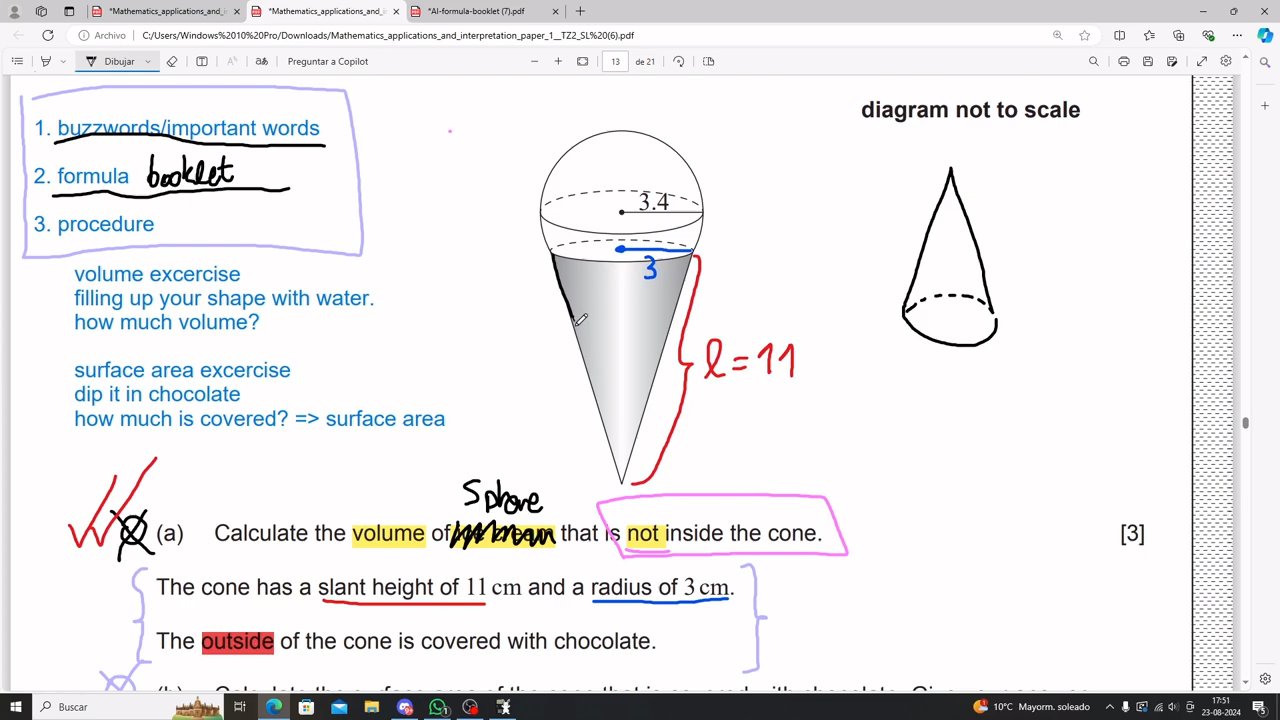 *Mathematics_applications_and_in
*Mathematics_applications_and_i
*AI-formula-booklet (7).pdf
Archivo
C:/Users/Windows%2010%20Pro/Downloads/Mathematics_applications_and_interpretation_paper_1__TZ2_SL%20(6).pdf
Dibujar
Preguntar a Copilot
13 de 21
diagram not to scale
1. buzzwords/important words
2. formula booklet
3. procedure
volume excercise
filling up your shape with water.
how much volume?
surface area excercise
dip it in chocolate
how much is covered? => surface area
3.4
3
l = 11
sphere
(a) Calculate the volume of that is not inside the cone. [3]
The cone has a slant height of 11 cm and a radius of 3 cm.
The outside of the cone is covered with chocolate.
Buscar
10°C Mayorm. soleado
17:51
23-08-2024